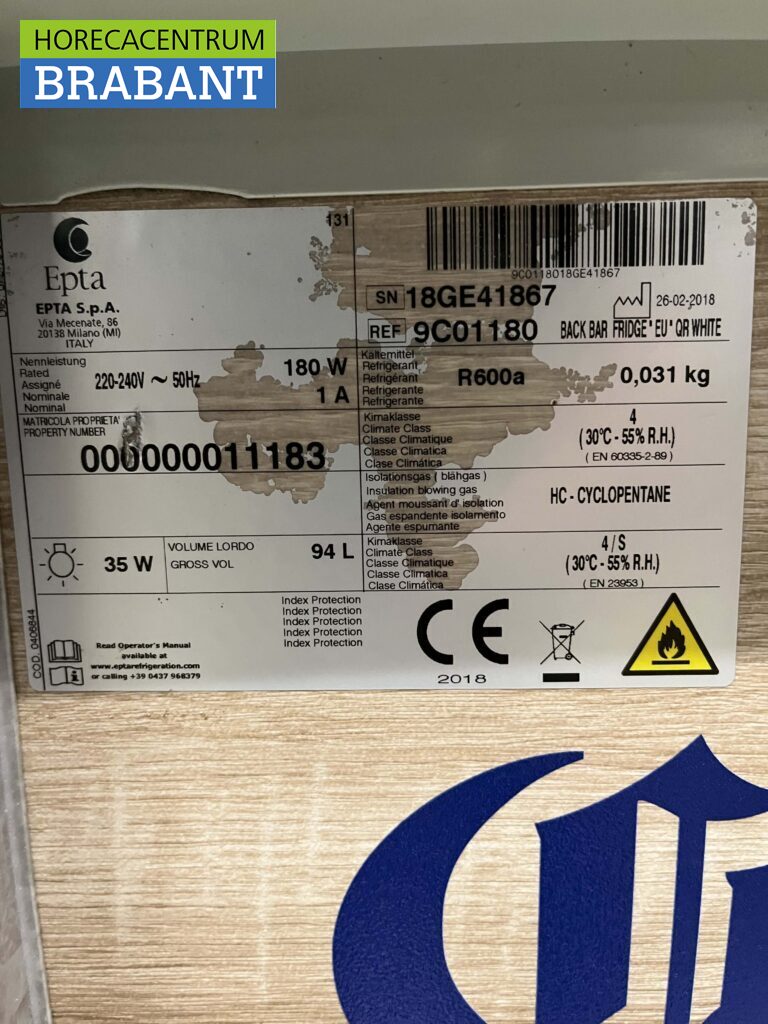 HORECACENTRUM
BRABANT
131
Epta
EPTA S.p.A.
Via Mecenate, 86
20138 Milano (MI)
ITALY
9C0118018GE41867
SN 18GE41867
26-02-2018
REF 9C01180 BACK BAR FRIDGE "EU" QR WHITE
Nennleistung
Rated
Assigné
Nominale
Nominal
220-240V ~ 50Hz
180 W
1 A
Kältemittel
Refrigerant
Refrigérant
Refrigerante
Refrigerante
R600a
0,031 kg
MATRICOLA PROPRIETA'
PROPERTY NUMBER
000000011183
Klimaklasse
Climate Class
Classe Climatique
Classe Climatica
Clase Climática
4
(30°C - 55% R.H.)
( EN 60335-2-89 )
Isolationsgas ( blähgas )
Insulation blowing gas
Agent moussant d' isolation
Gas espandente isolamento
Agente espumante
HC - CYCLOPENTANE
35 W
VOLUME LORDO
GROSS VOL
94 L
Klimaklasse
Climate Class
Classe Climatique
Classe Climatica
Clase Climática
4 / S
(30°C - 55% R.H.)
( EN 23953 )
COD. 0406844
Index Protection
Index Protection
Index Protection
Index Protection
Index Protection
Read Operator's Manual
available at
www.eptarefrigeration.com
or calling +39 0437 968379
CE
2018